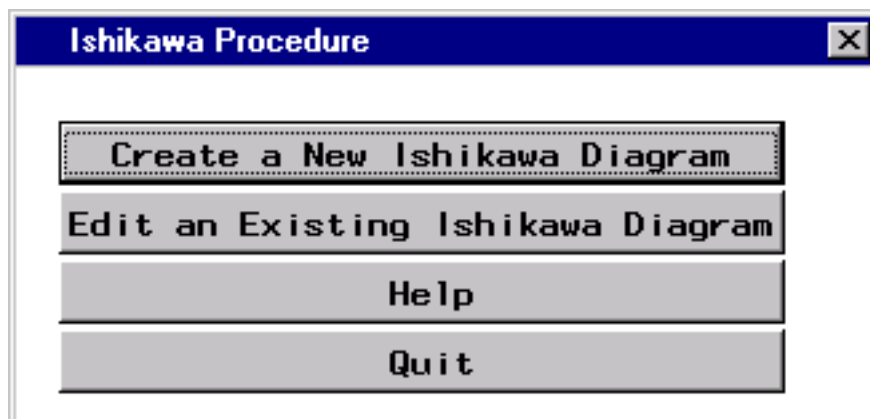 Ishikawa Procedure
Create a New Ishikawa Diagram
Edit an Existing Ishikawa Diagram
Help
Quit